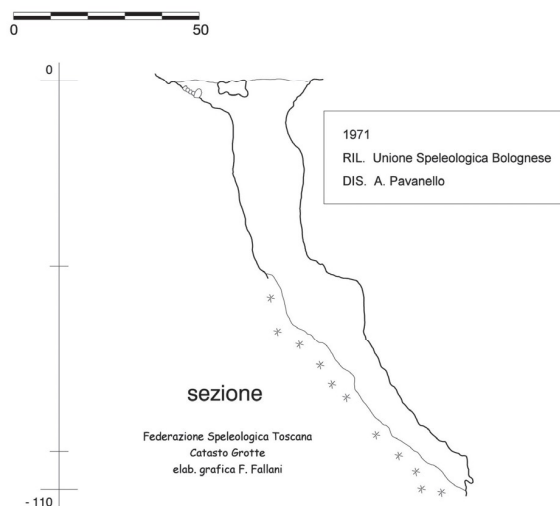 0 50
0
1971
RIL. Unione Speleologica Bolognese
DIS. A. Pavanello
sezione
Federazione Speleologica Toscana
Catasto Grotte
elab. grafica F. Fallani
- 110